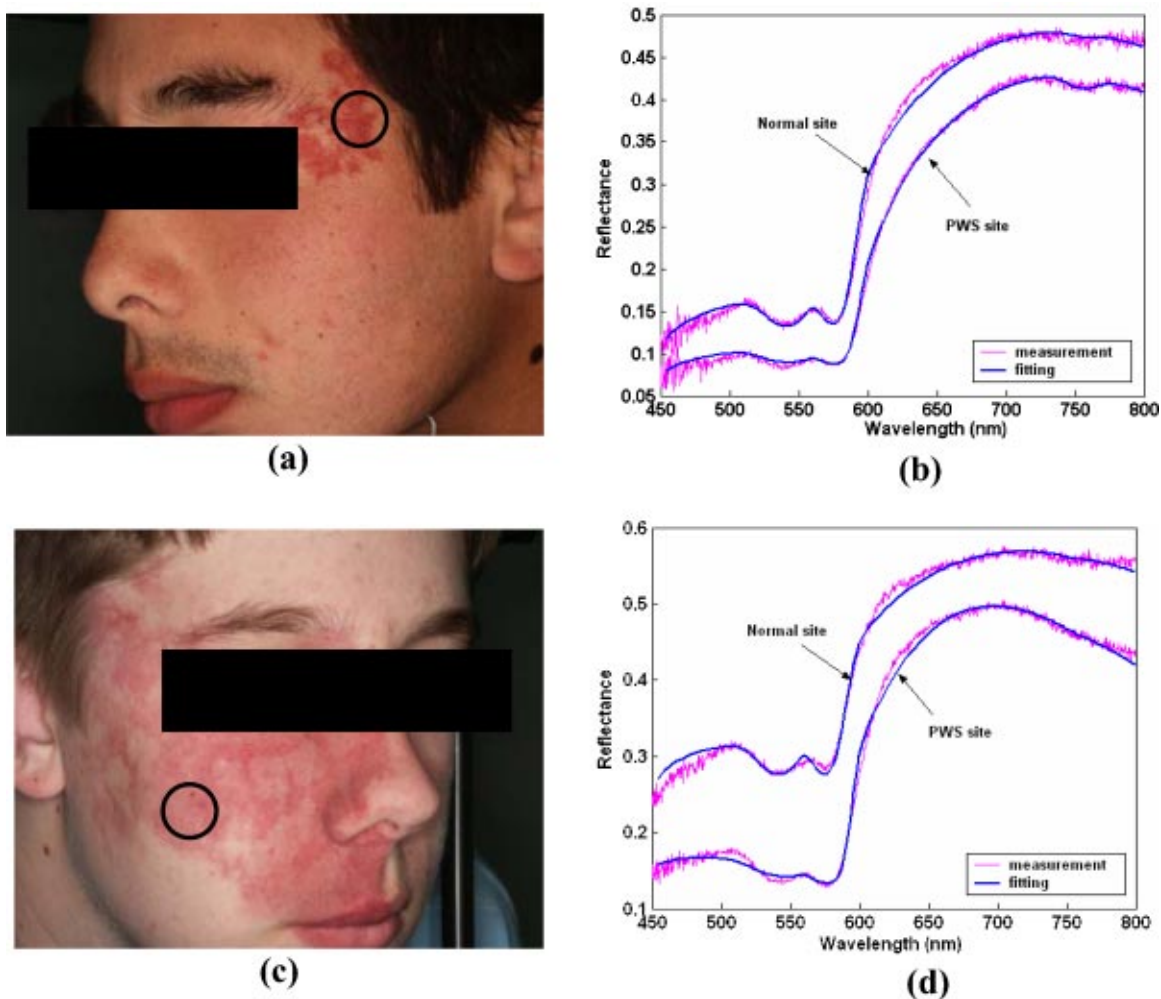 (a)
0.5
0.45
0.4
0.35
0.3
0.25
0.2
0.15
0.1
0.05
Reflectance
Normal site
PWS site
measurement
fitting
450 500 550 600 650 700 750 800
Wavelength (nm)
(b)
(c)
0.6
0.5
0.4
0.3
0.2
0.1
Reflectance
Normal site
PWS site
measurement
fitting
450 500 550 600 650 700 750 800
Wavelength (nm)
(d)